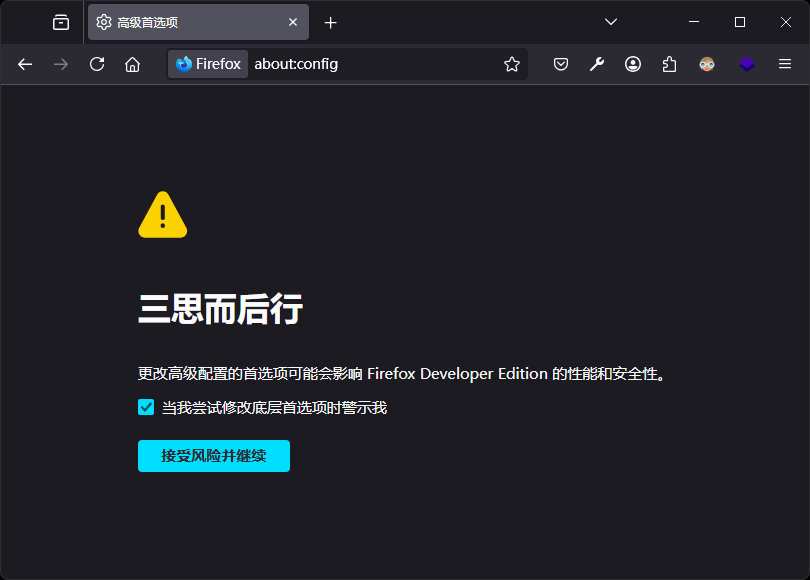 高级首选项
Firefox about:config
三思而后行
更改高级配置的首选项可能会影响 Firefox Developer Edition 的性能和安全性。
当我尝试修改底层首选项时警示我
接受风险并继续